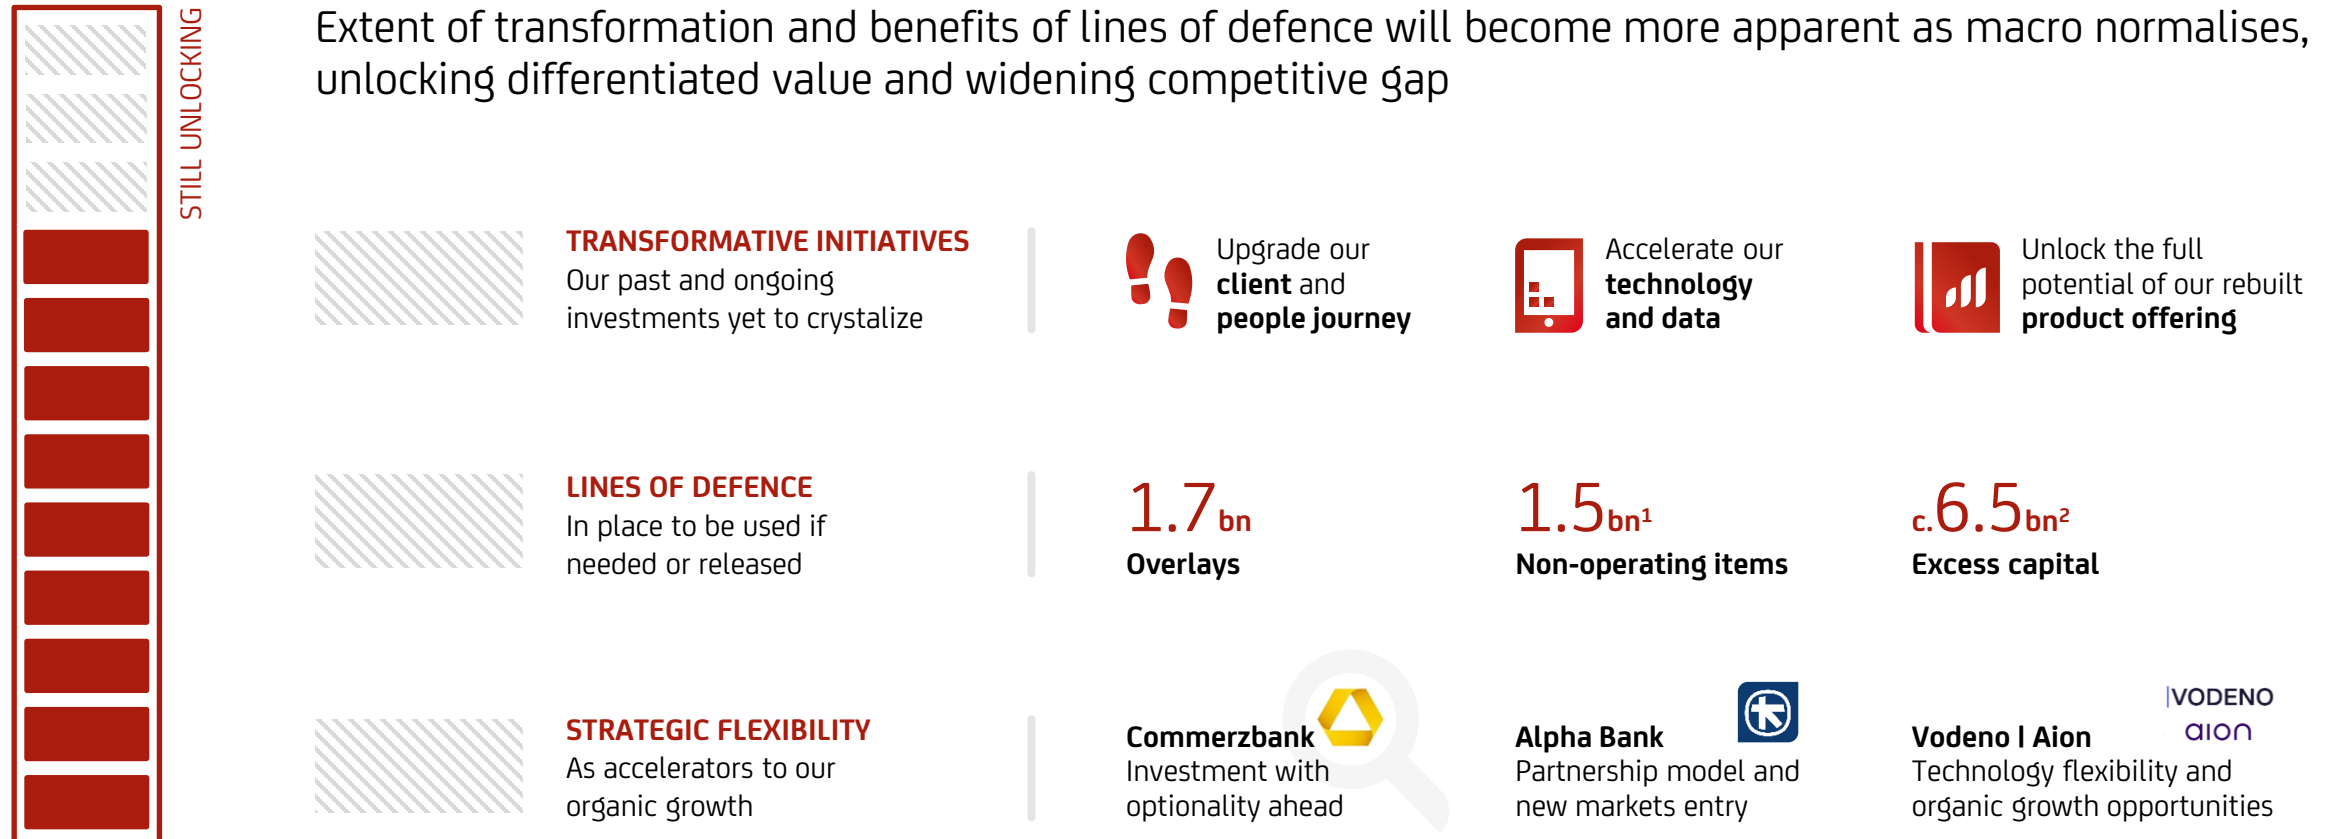 Extent of transformation and benefits of lines of defence will become more apparent as macro normalises,
unlocking differentiated value and widening competitive gap
STILL UNLOCKING
TRANSFORMATIVE INITIATIVES
Our past and ongoing
investments yet to crystalize
Upgrade our
client and
people journey
Accelerate our
technology
and data
Unlock the full
potential of our rebuilt
product offering
LINES OF DEFENCE
In place to be used if
needed or released
1.7bn
Overlays
1.5bn¹
Non-operating items
c.6.5bn²
Excess capital
STRATEGIC FLEXIBILITY
As accelerators to our
organic growth
Commerzbank
Investment with
optionality ahead
Alpha Bank
Partnership model and
new markets entry
VODENO
aion
Vodeno | Aion
Technology flexibility and
organic growth opportunities